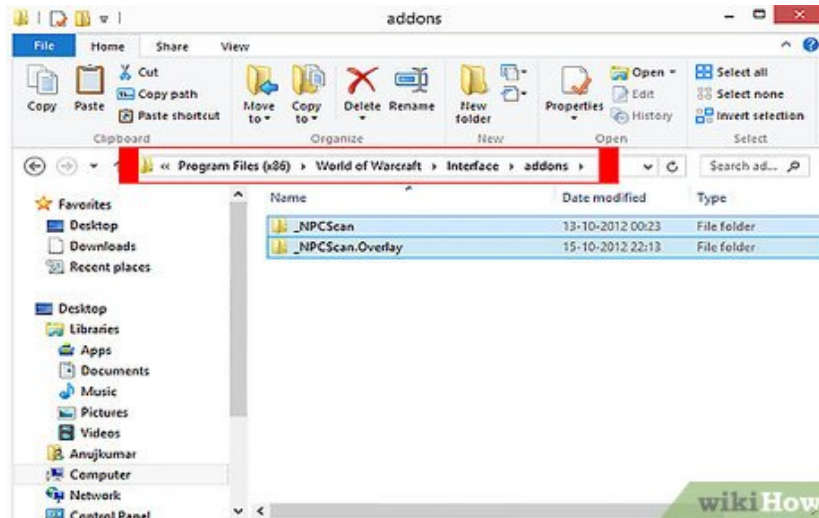 addons
File Home Share View
Copy
Paste
Cut
Copy path
Paste shortcut
Move to
Copy to
Delete
Rename
New folder
Properties
Open
Edit
History
Select all
Select none
Invert selection
Clipboard Organize New Open Select
« Program Files (x86) › World of Warcraft › Interface › addons ›
Search ad...
Name Date modified Type
_NPCScan 13-10-2012 00:23 File folder
_NPCScan.Overlay 15-10-2012 22:13 File folder
Favorites
Desktop
Downloads
Recent places
Desktop
Libraries
Apps
Documents
Music
Pictures
Videos
Anujkumar
Computer
Network
Control Panel
wikiHow